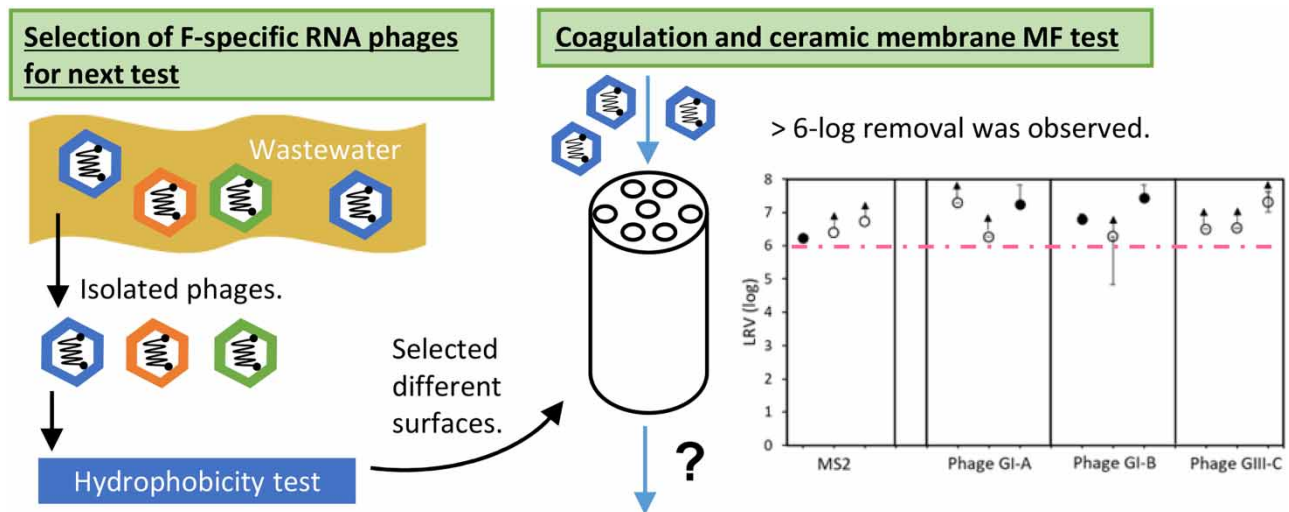 Selection of F-specific RNA phages
for next test
Wastewater
Isolated phages.
Hydrophobicity test
Selected
different
surfaces.
Coagulation and ceramic membrane MF test
?
> 6-log removal was observed.
LRV (log)
8
7
6
5
4
3
2
1
0
MS2
Phage GI-A
Phage GI-B
Phage GIII-C